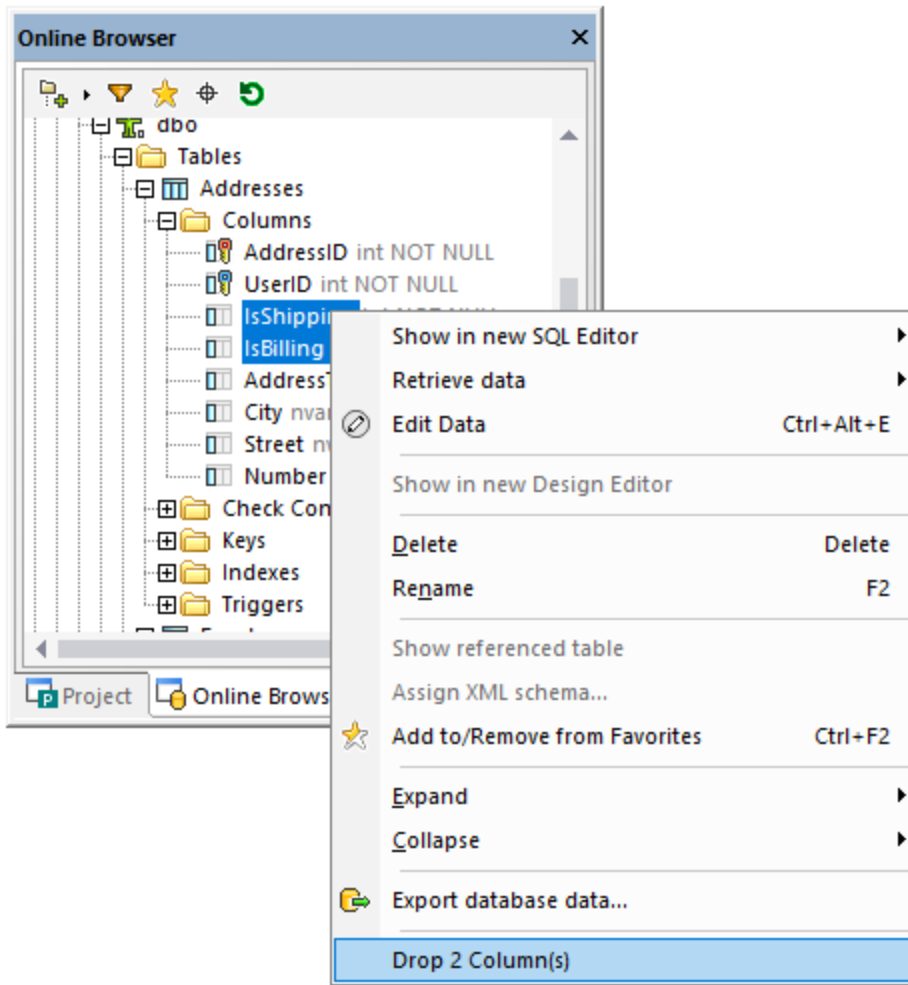 Online Browser
dbo
Tables
Addresses
Columns
AddressID int NOT NULL
UserID int NOT NULL
IsShippin
IsBilling
Address
City nvar
Street
Number
Check Con
Keys
Indexes
Triggers
Project
Online Brows
Show in new SQL Editor
Retrieve data
Edit Data Ctrl+Alt+E
Show in new Design Editor
Delete Delete
Rename F2
Show referenced table
Assign XML schema...
Add to/Remove from Favorites Ctrl+F2
Expand
Collapse
Export database data...
Drop 2 Column(s)